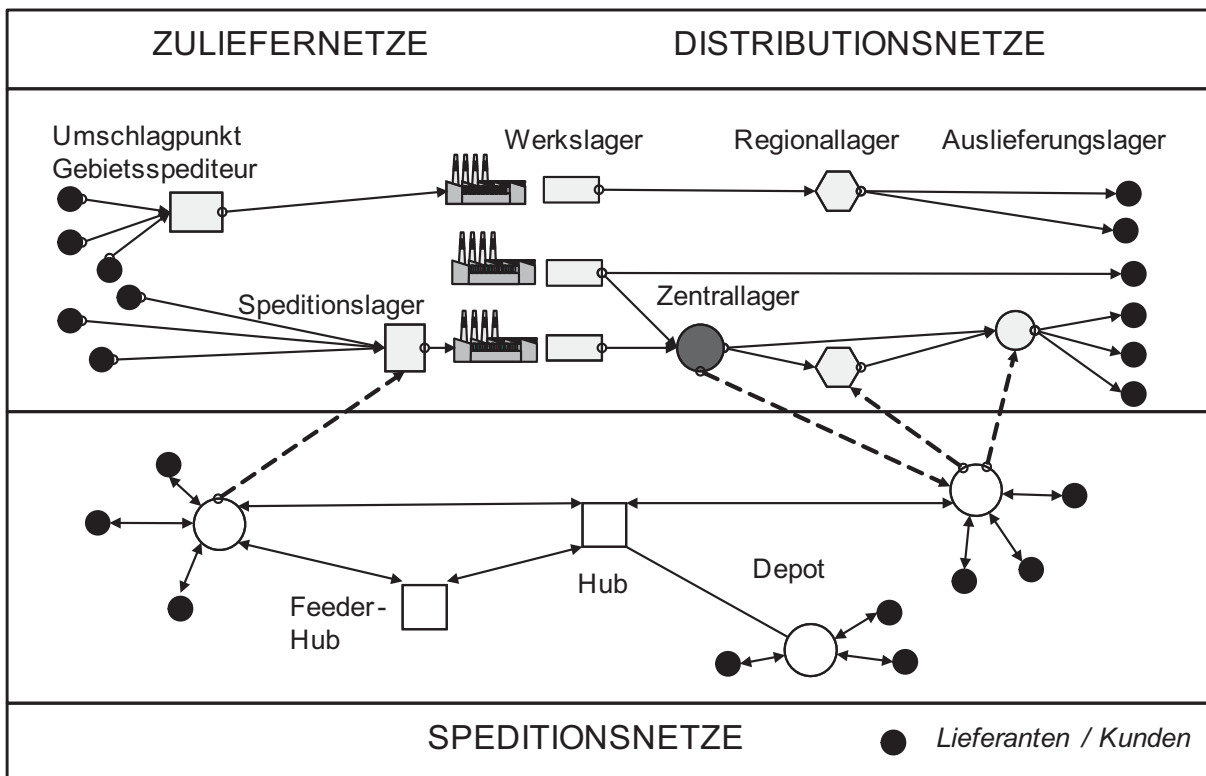 ZULIEFERNETZE
DISTRIBUTIONSNETZE
Umschlagpunkt
Gebietsspediteur
Werkslager
Regionallager
Auslieferungslager
Speditionslager
Zentrallager
Feeder-
Hub
Hub
Depot
SPEDITIONSNETZE
Lieferanten / Kunden